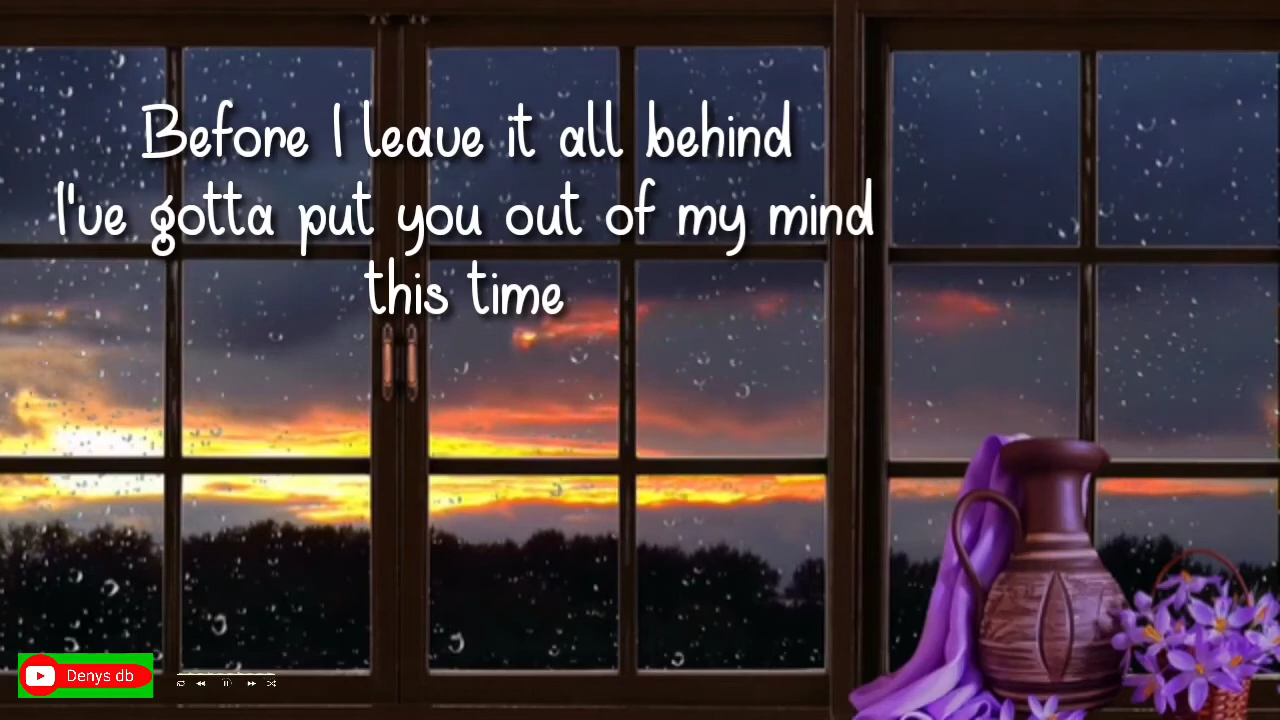 Before I leave it all behind
I've gotta put you out of my mind
this time
Denys db